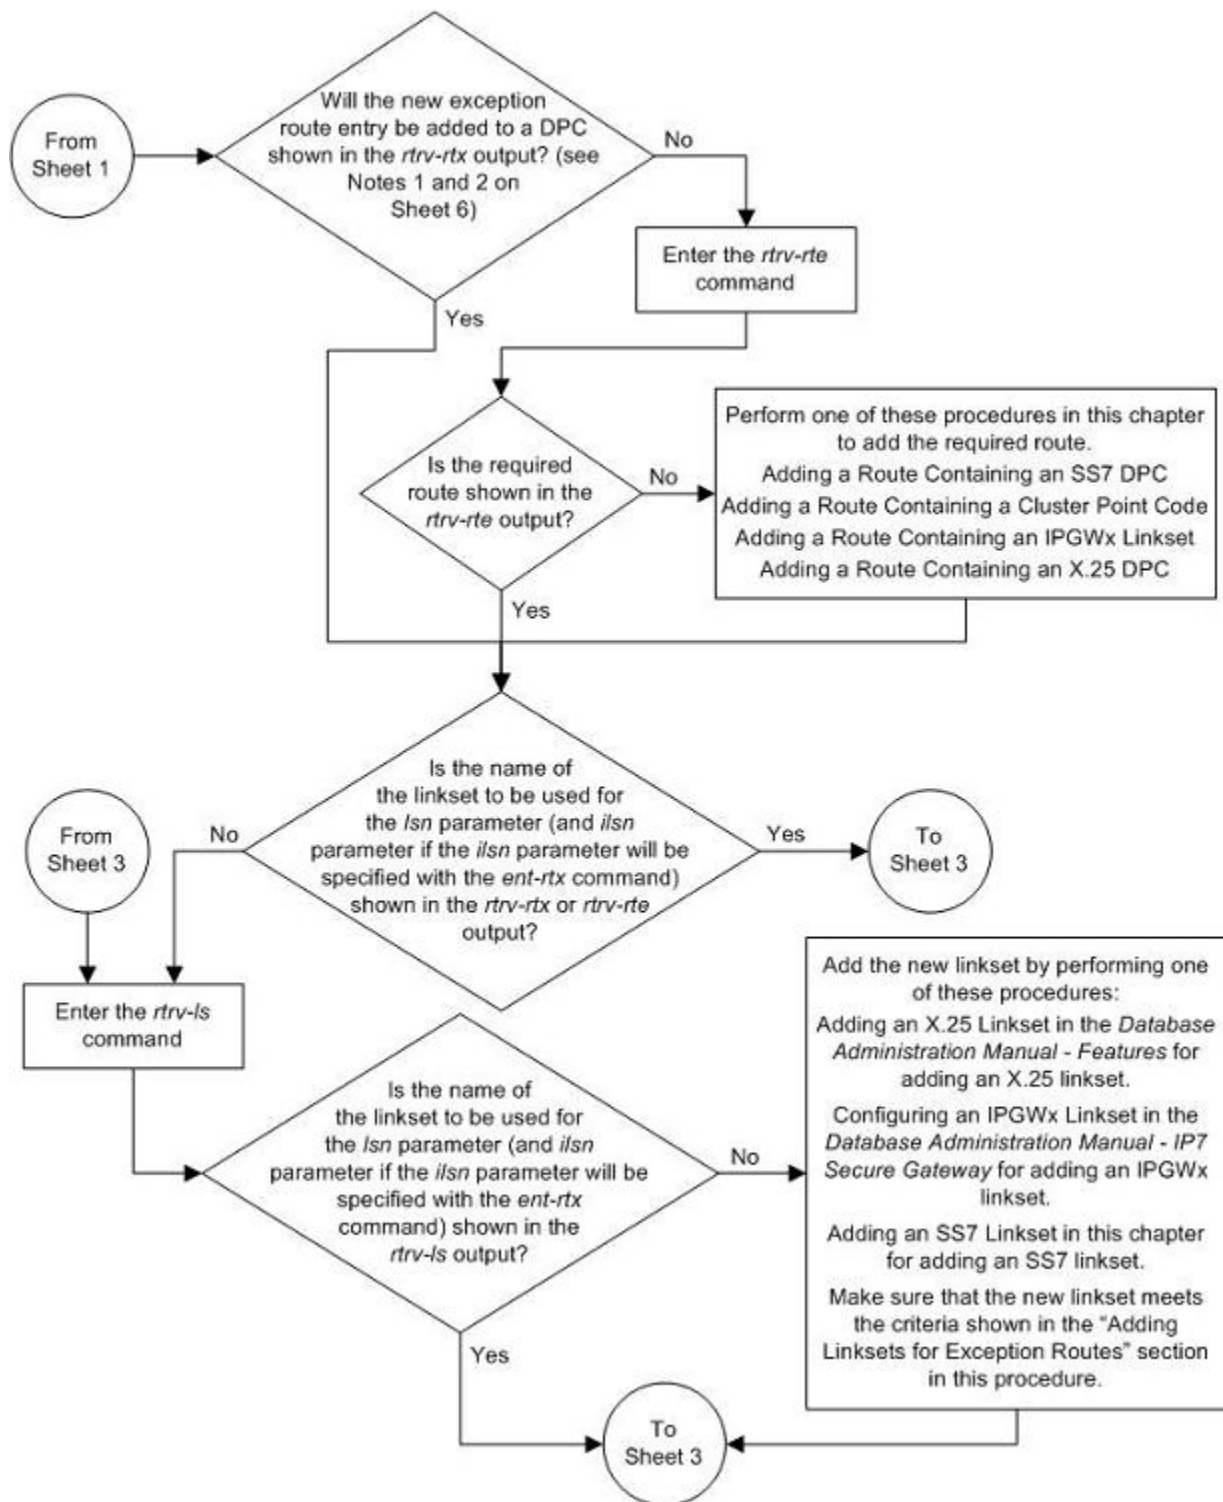 From
Sheet 1
Will the new exception
route entry be added to a DPC
shown in the rtrv-rtx output? (see
Notes 1 and 2 on
Sheet 6)
No
Enter the rtrv-rte
command
Yes
Is the required
route shown in the
rtrv-rte output?
No
Perform one of these procedures in this chapter
to add the required route.
Adding a Route Containing an SS7 DPC
Adding a Route Containing a Cluster Point Code
Adding a Route Containing an IPGWx Linkset
Adding a Route Containing an X.25 DPC
Yes
Is the name of
the linkset to be used for
the lsn parameter (and ilsn
parameter if the ilsn parameter will be
specified with the ent-rtx command)
shown in the rtrv-rtx or rtrv-rte
output?
From
Sheet 3
No
Yes
To
Sheet 3
Enter the rtrv-ls
command
Is the name of
the linkset to be used for
the lsn parameter (and ilsn
parameter if the ilsn parameter will be
specified with the ent-rtx
command) shown in the
rtrv-ls output?
No
Add the new linkset by performing one
of these procedures:
Adding an X.25 Linkset in the Database
Administration Manual - Features for
adding an X.25 linkset.
Configuring an IPGWx Linkset in the
Database Administration Manual - IP7
Secure Gateway for adding an IPGWx
linkset.
Adding an SS7 Linkset in this chapter
for adding an SS7 linkset.
Make sure that the new linkset meets
the criteria shown in the “Adding
Linksets for Exception Routes” section
in this procedure.
Yes
To
Sheet 3